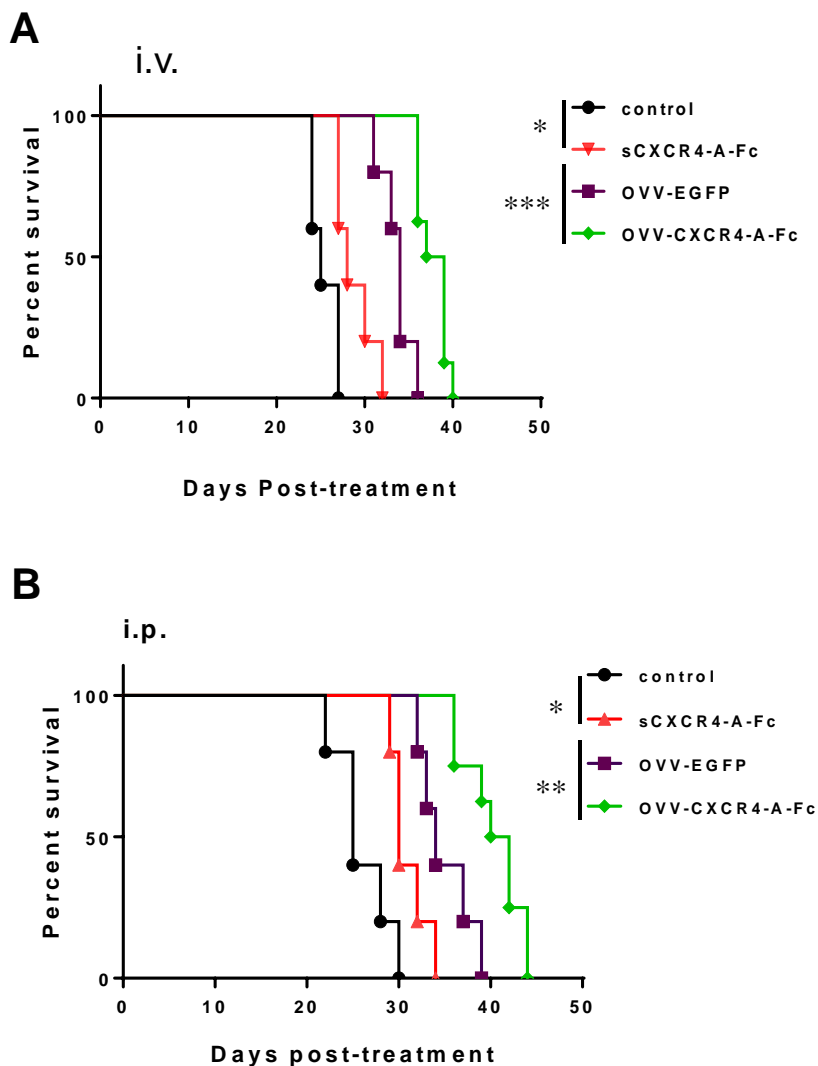 A
i.v.
Percent survival
100
50
0
0 10 20 30 40 50
Days Post-treatment
*
***
control
sCXCR4-A-Fc
OVV-EGFP
OVV-CXCR4-A-Fc
B
i.p.
Percent survival
100
50
0
0 10 20 30 40 50
Days post-treatment
*
**
control
sCXCR4-A-Fc
OVV-EGFP
OVV-CXCR4-A-Fc